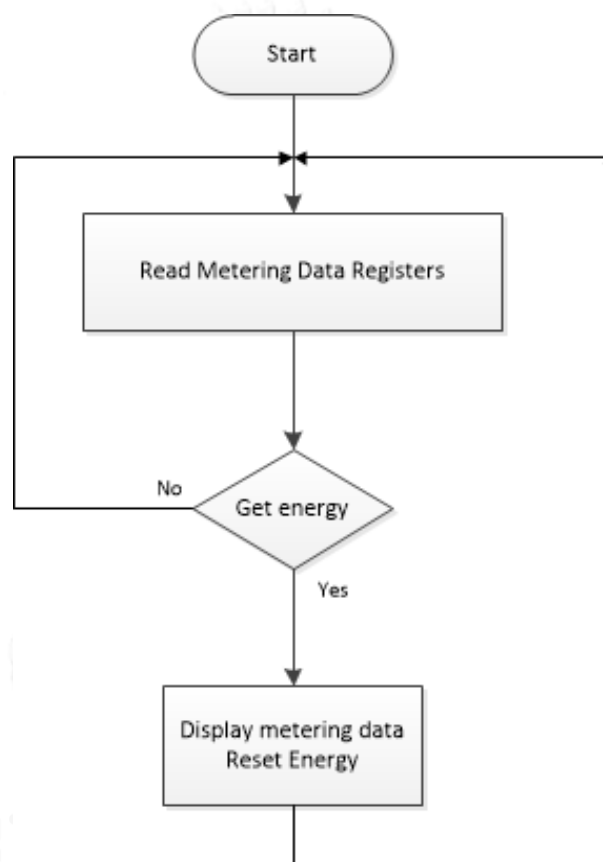 Start
Read Metering Data Registers
No
Get energy
Yes
Display metering data
Reset Energy